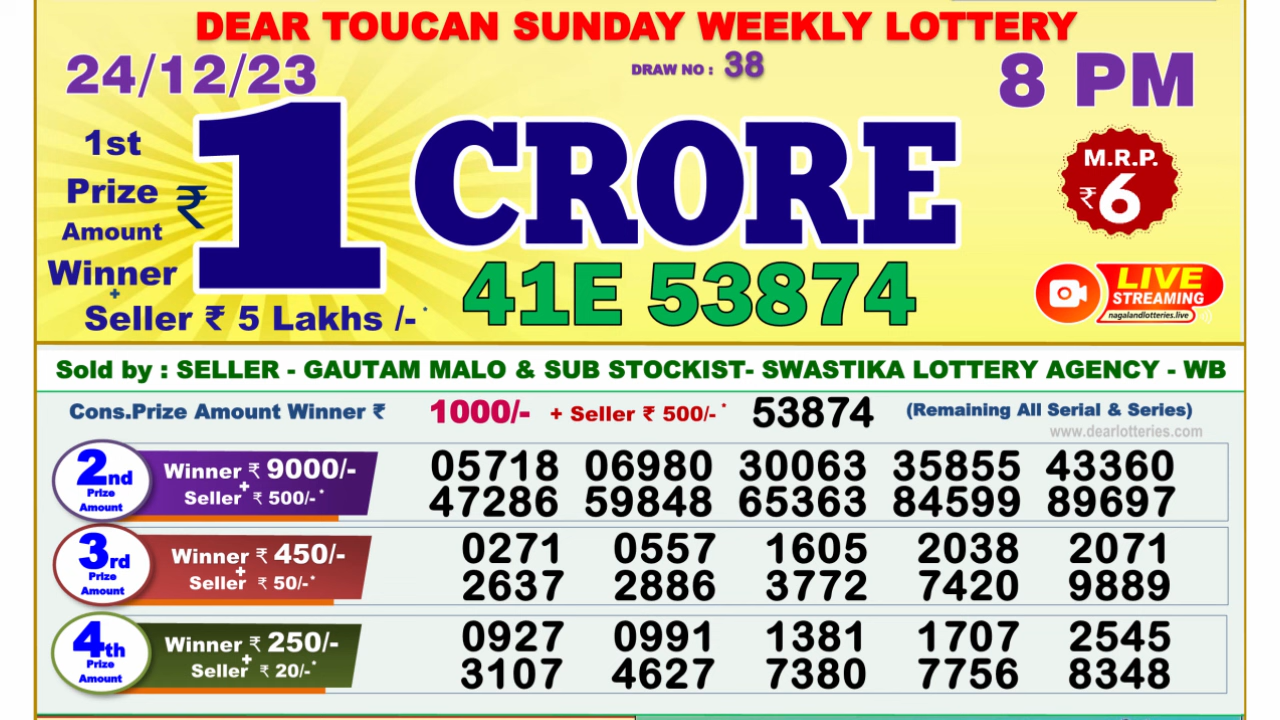 DEAR TOUCAN SUNDAY WEEKLY LOTTERY
24/12/23
DRAW NO : 38
8 PM
1st
Prize
Amount
Winner
+
Seller ₹ 5 Lakhs /-*
₹ 1 CRORE
41E 53874
M.R.P.
₹6
LIVE
STREAMING
nagalandlotteries.live
Sold by : SELLER - GAUTAM MALO & SUB STOCKIST- SWASTIKA LOTTERY AGENCY - WB
Cons.Prize Amount Winner ₹ 1000/- + Seller ₹ 500/-* 53874 (Remaining All Serial & Series)
www.dearlotteries.com
2nd
Prize
Amount
Winner ₹ 9000/-
+
Seller ₹ 500/-*
05718 06980 30063 35855 43360
47286 59848 65363 84599 89697
3rd
Prize
Amount
Winner ₹ 450/-
+
Seller ₹ 50/-*
0271 0557 1605 2038 2071
2637 2886 3772 7420 9889
4th
Prize
Amount
Winner ₹ 250/-
+
Seller ₹ 20/-*
0927 0991 1381 1707 2545
3107 4627 7380 7756 8348